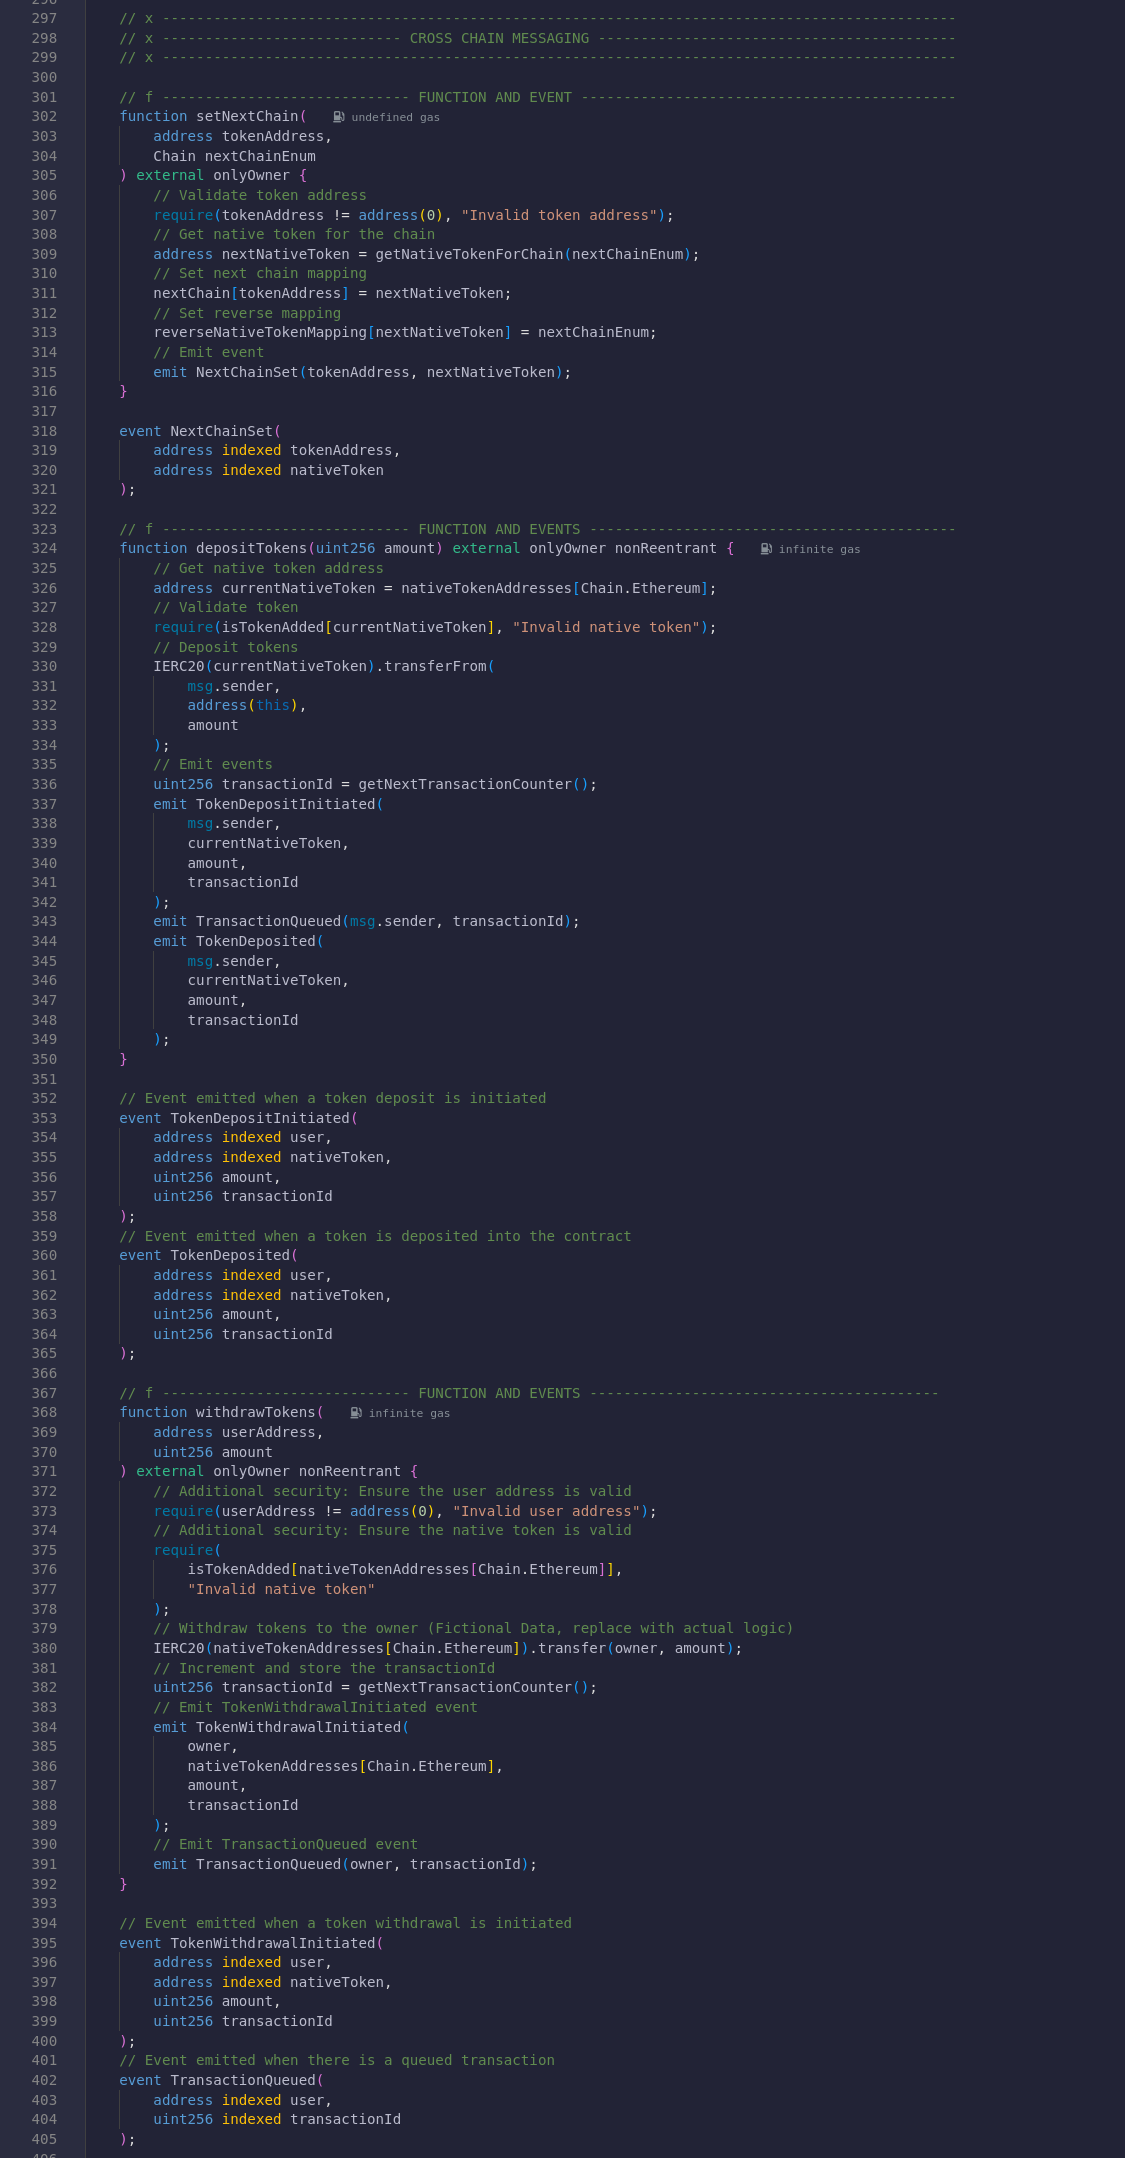 297 // x ---------------------------------------------------------------------------------------------
298 // x ---------------------------- CROSS CHAIN MESSAGING ------------------------------------------
299 // x ---------------------------------------------------------------------------------------------
300
301 // f ----------------------------- FUNCTION AND EVENT --------------------------------------------
302 function setNextChain( undefined gas
303 address tokenAddress,
304 Chain nextChainEnum
305 ) external onlyOwner {
306 // Validate token address
307 require(tokenAddress != address(0), "Invalid token address");
308 // Get native token for the chain
309 address nextNativeToken = getNativeTokenForChain(nextChainEnum);
310 // Set next chain mapping
311 nextChain[tokenAddress] = nextNativeToken;
312 // Set reverse mapping
313 reverseNativeTokenMapping[nextNativeToken] = nextChainEnum;
314 // Emit event
315 emit NextChainSet(tokenAddress, nextNativeToken);
316 }
317
318 event NextChainSet(
319 address indexed tokenAddress,
320 address indexed nativeToken
321 );
322
323 // f ----------------------------- FUNCTION AND EVENTS -------------------------------------------
324 function depositTokens(uint256 amount) external onlyOwner nonReentrant { infinite gas
325 // Get native token address
326 address currentNativeToken = nativeTokenAddresses[Chain.Ethereum];
327 // Validate token
328 require(isTokenAdded[currentNativeToken], "Invalid native token");
329 // Deposit tokens
330 IERC20(currentNativeToken).transferFrom(
331 msg.sender,
332 address(this),
333 amount
334 );
335 // Emit events
336 uint256 transactionId = getNextTransactionCounter();
337 emit TokenDepositInitiated(
338 msg.sender,
339 currentNativeToken,
340 amount,
341 transactionId
342 );
343 emit TransactionQueued(msg.sender, transactionId);
344 emit TokenDeposited(
345 msg.sender,
346 currentNativeToken,
347 amount,
348 transactionId
349 );
350 }
351
352 // Event emitted when a token deposit is initiated
353 event TokenDepositInitiated(
354 address indexed user,
355 address indexed nativeToken,
356 uint256 amount,
357 uint256 transactionId
358 );
359 // Event emitted when a token is deposited into the contract
360 event TokenDeposited(
361 address indexed user,
362 address indexed nativeToken,
363 uint256 amount,
364 uint256 transactionId
365 );
366
367 // f ----------------------------- FUNCTION AND EVENTS -----------------------------------------
368 function withdrawTokens( infinite gas
369 address userAddress,
370 uint256 amount
371 ) external onlyOwner nonReentrant {
372 // Additional security: Ensure the user address is valid
373 require(userAddress != address(0), "Invalid user address");
374 // Additional security: Ensure the native token is valid
375 require(
376 isTokenAdded[nativeTokenAddresses[Chain.Ethereum]],
377 "Invalid native token"
378 );
379 // Withdraw tokens to the owner (Fictional Data, replace with actual logic)
380 IERC20(nativeTokenAddresses[Chain.Ethereum]).transfer(owner, amount);
381 // Increment and store the transactionId
382 uint256 transactionId = getNextTransactionCounter();
383 // Emit TokenWithdrawalInitiated event
384 emit TokenWithdrawalInitiated(
385 owner,
386 nativeTokenAddresses[Chain.Ethereum],
387 amount,
388 transactionId
389 );
390 // Emit TransactionQueued event
391 emit TransactionQueued(owner, transactionId);
392 }
393
394 // Event emitted when a token withdrawal is initiated
395 event TokenWithdrawalInitiated(
396 address indexed user,
397 address indexed nativeToken,
398 uint256 amount,
399 uint256 transactionId
400 );
401 // Event emitted when there is a queued transaction
402 event TransactionQueued(
403 address indexed user,
404 uint256 indexed transactionId
405 );